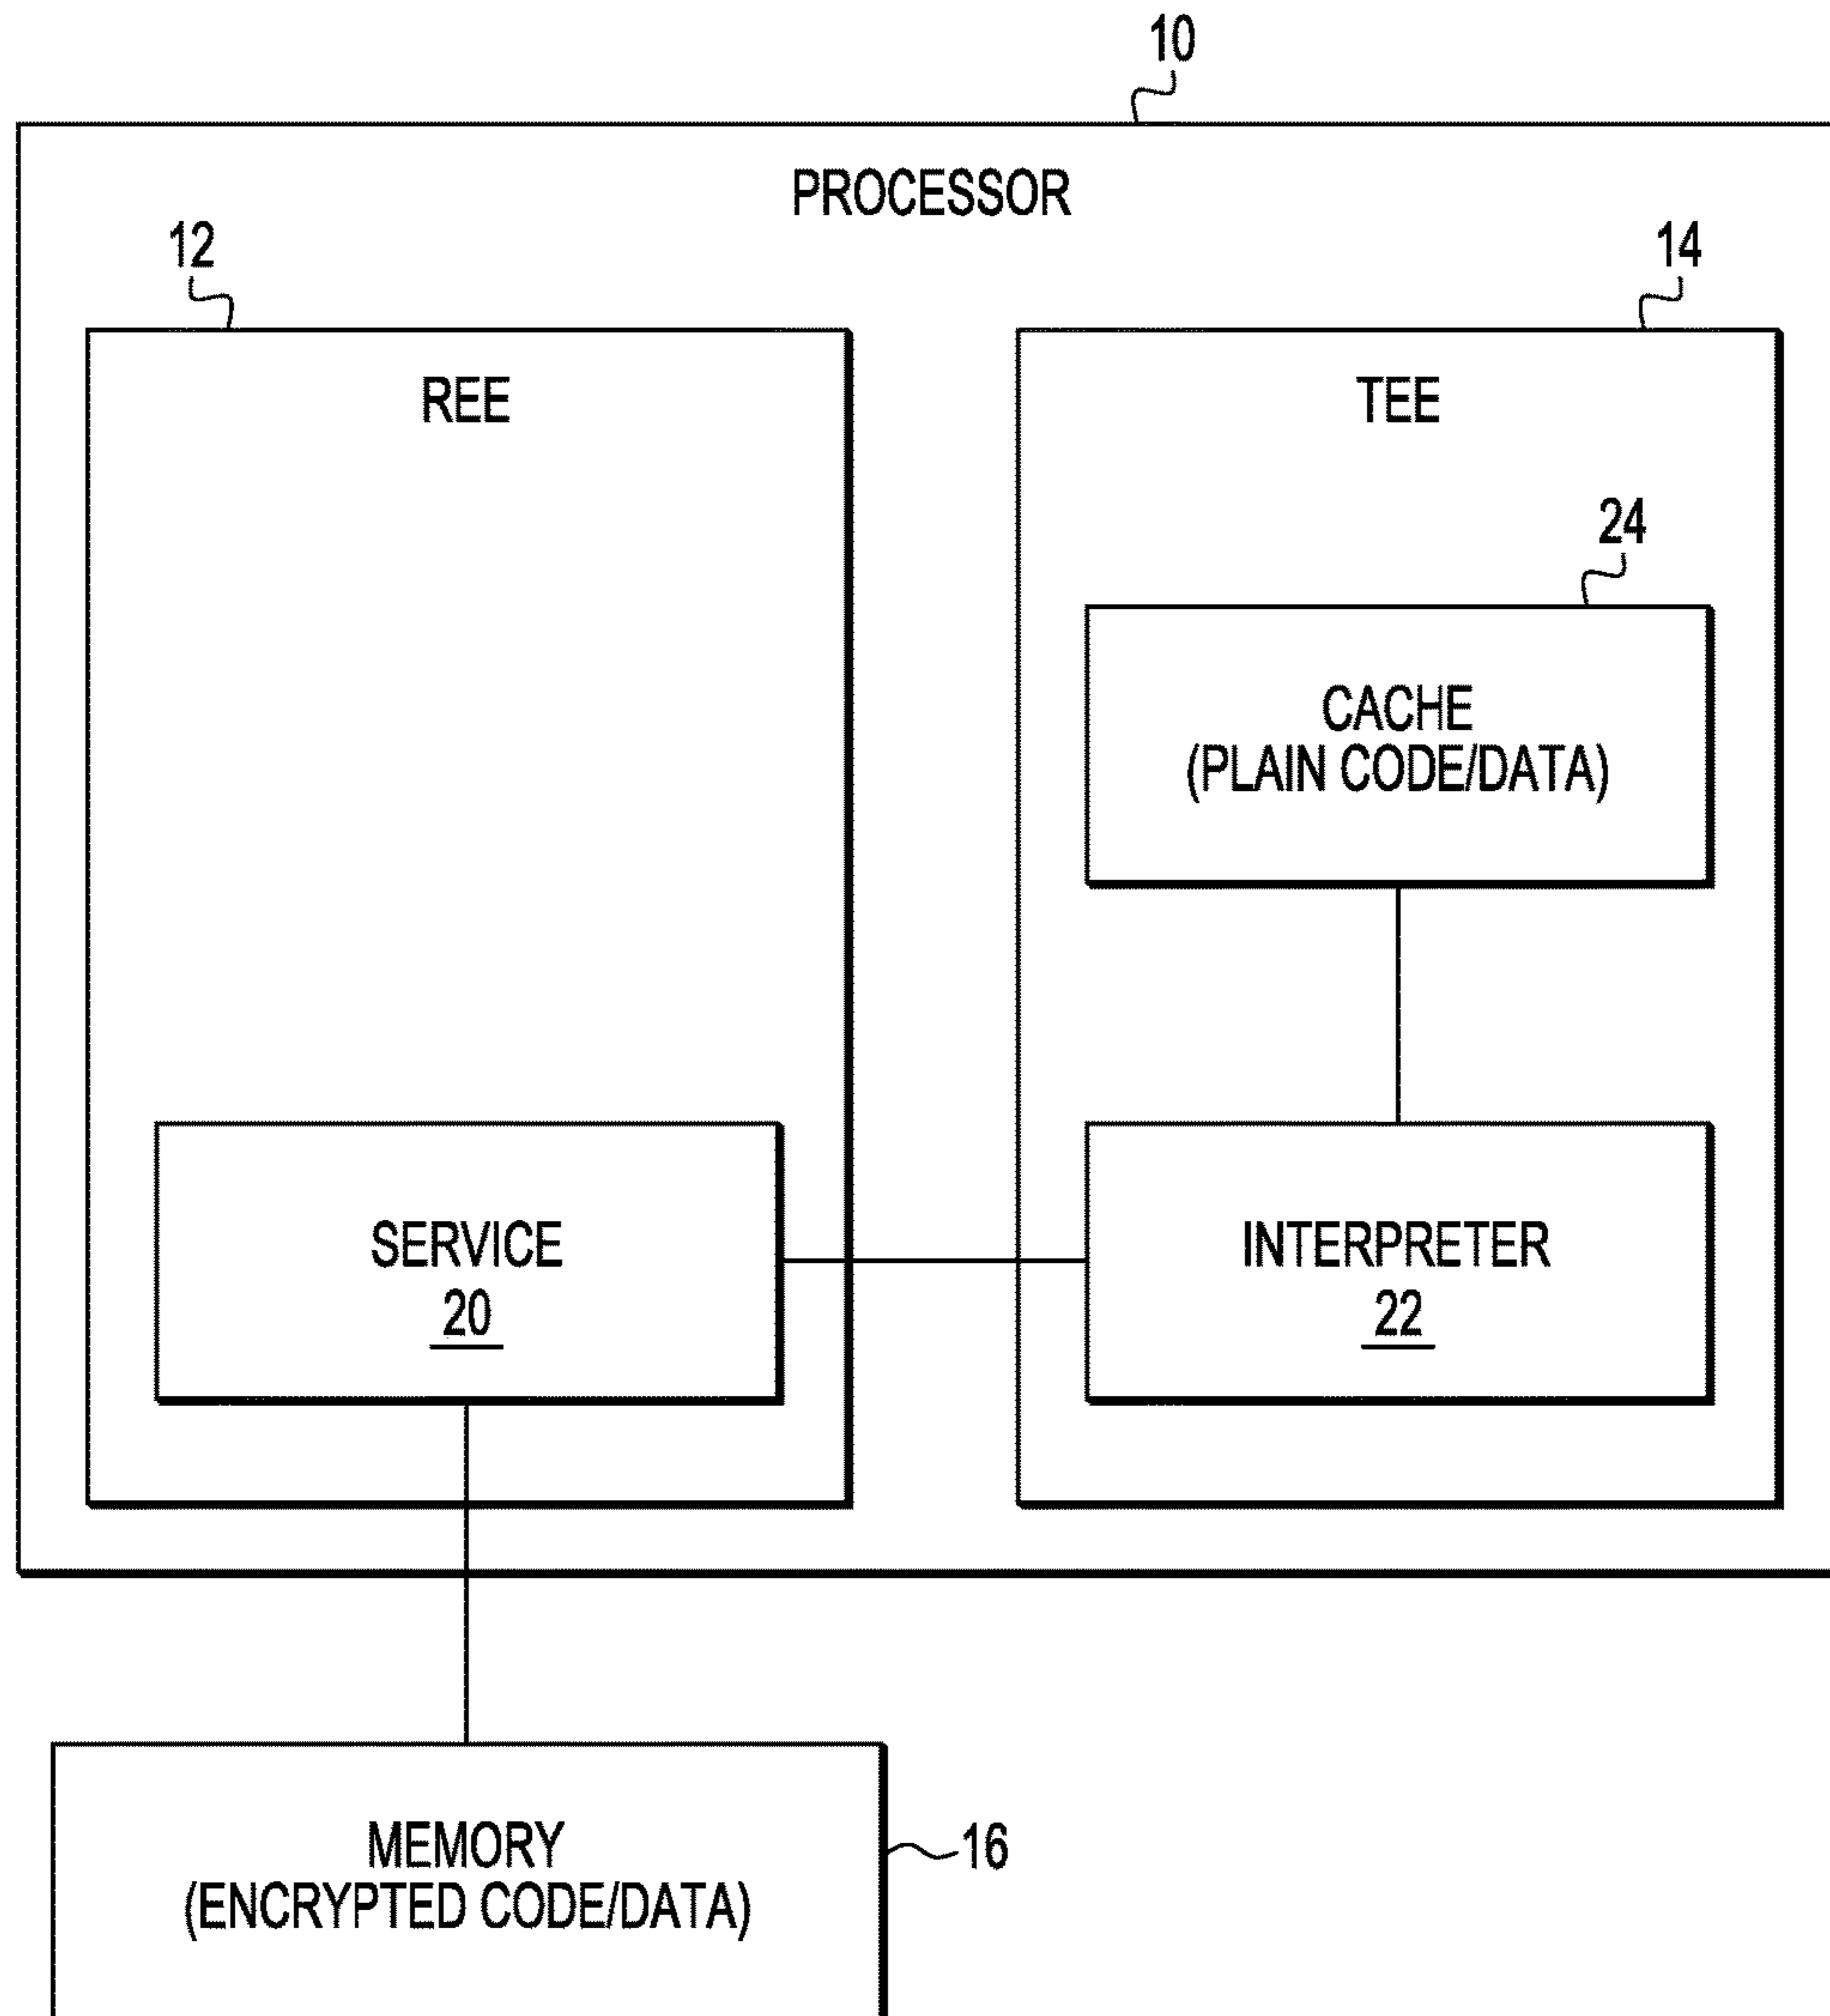 10
PROCESSOR
12
14
REE
TEE
24
CACHE
(PLAIN CODE/DATA)
SERVICE
20
INTERPRETER
22
MEMORY
(ENCRYPTED CODE/DATA)
16